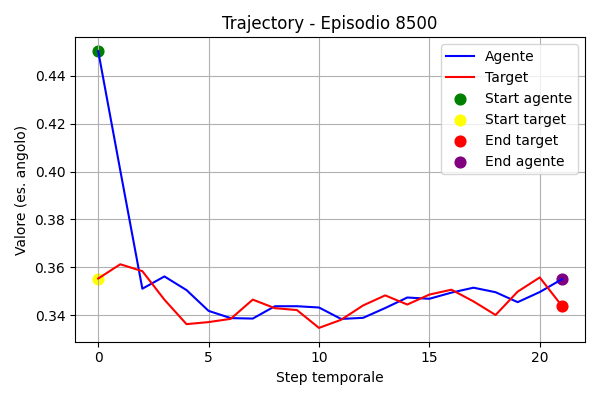 Trajectory - Episodio 8500
Valore (es. angolo)
0.44
0.42
0.40
0.38
0.36
0.34
Agente
Target
Start agente
Start target
End target
End agente
0
5
10
15
20
Step temporale